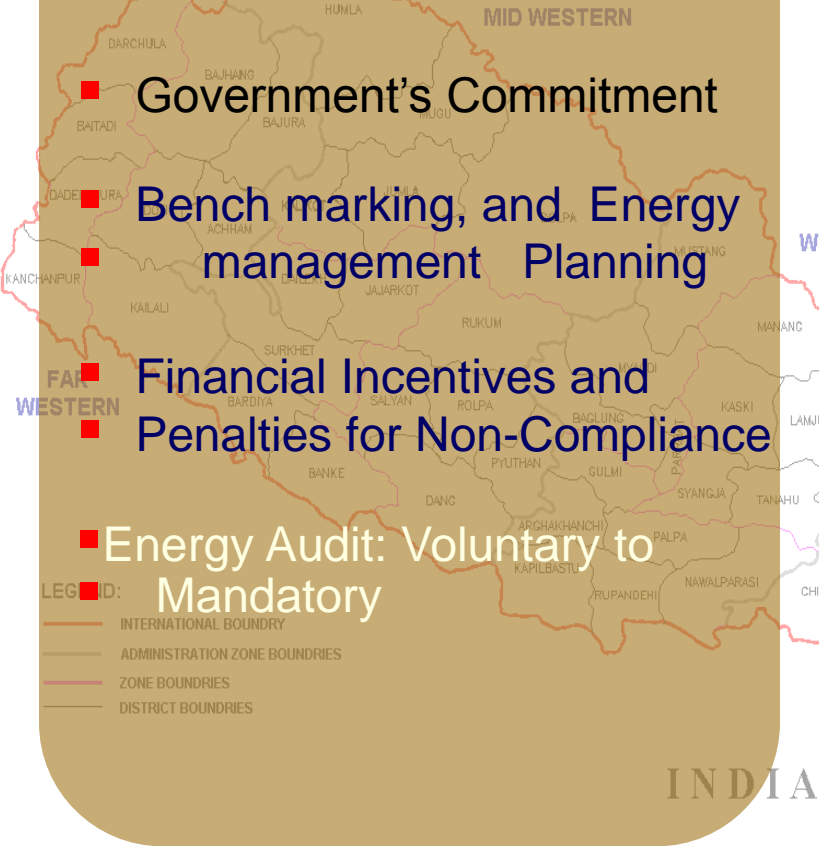 HUMLA
MID WESTERN
DARCHULA
BAJHANG
Government's Commitment
MUGU
BAITADI
BAJURA
JUMLA
Bench marking, and Energy
ACHHAM
MUSTANG
management Planning
KANCHANPUR
JAJARKOT
KAILALI
RUKUM
MANANG
SURKHET
FAR
WESTERN
Financial Incentives and
BARDIYA
SALYAN
ROLPA
KASKI
BAGLUNG
Penalties for Non-Compliance
PYUTHAN
GULMI
BANKE
SYANGJA
DANG
TANAHU
ARGHAKHANCHI
PALPA
Energy Audit: Voluntary to
KAPILBASTU
NAWALPARASI
RUPANDEHI
Mandatory
INTERNATIONAL BOUNDRY
ADMINISTRATION ZONE BOUNDRIES
ZONE BOUNDRIES
DISTRICT BOUNDRIES
INDIA